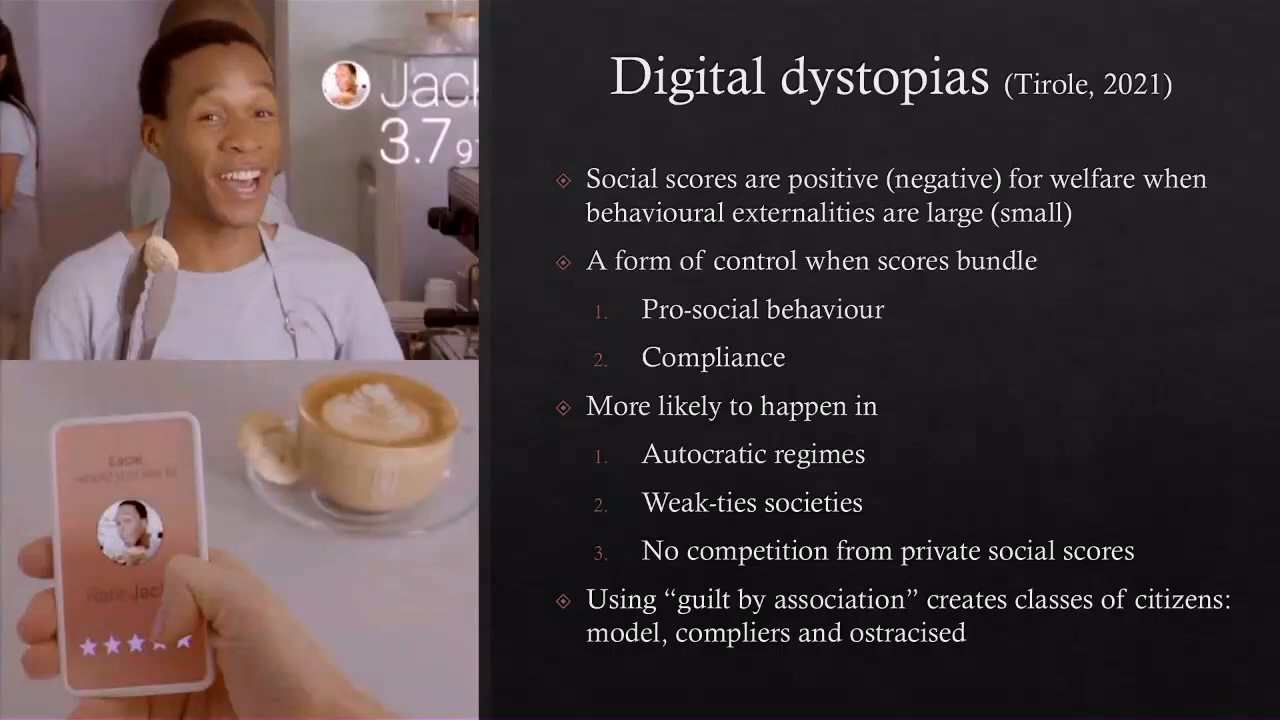 Jack
3.7
Digital dystopias (Tirole, 2021)
Social scores are positive (negative) for welfare when
behavioural externalities are large (small)
A form of control when scores bundle
1. Pro-social behaviour
2. Compliance
More likely to happen in
1. Autocratic regimes
2. Weak-ties societies
3. No competition from private social scores
Using “guilt by association” creates classes of citizens:
model, compliers and ostracised
Rate Jack